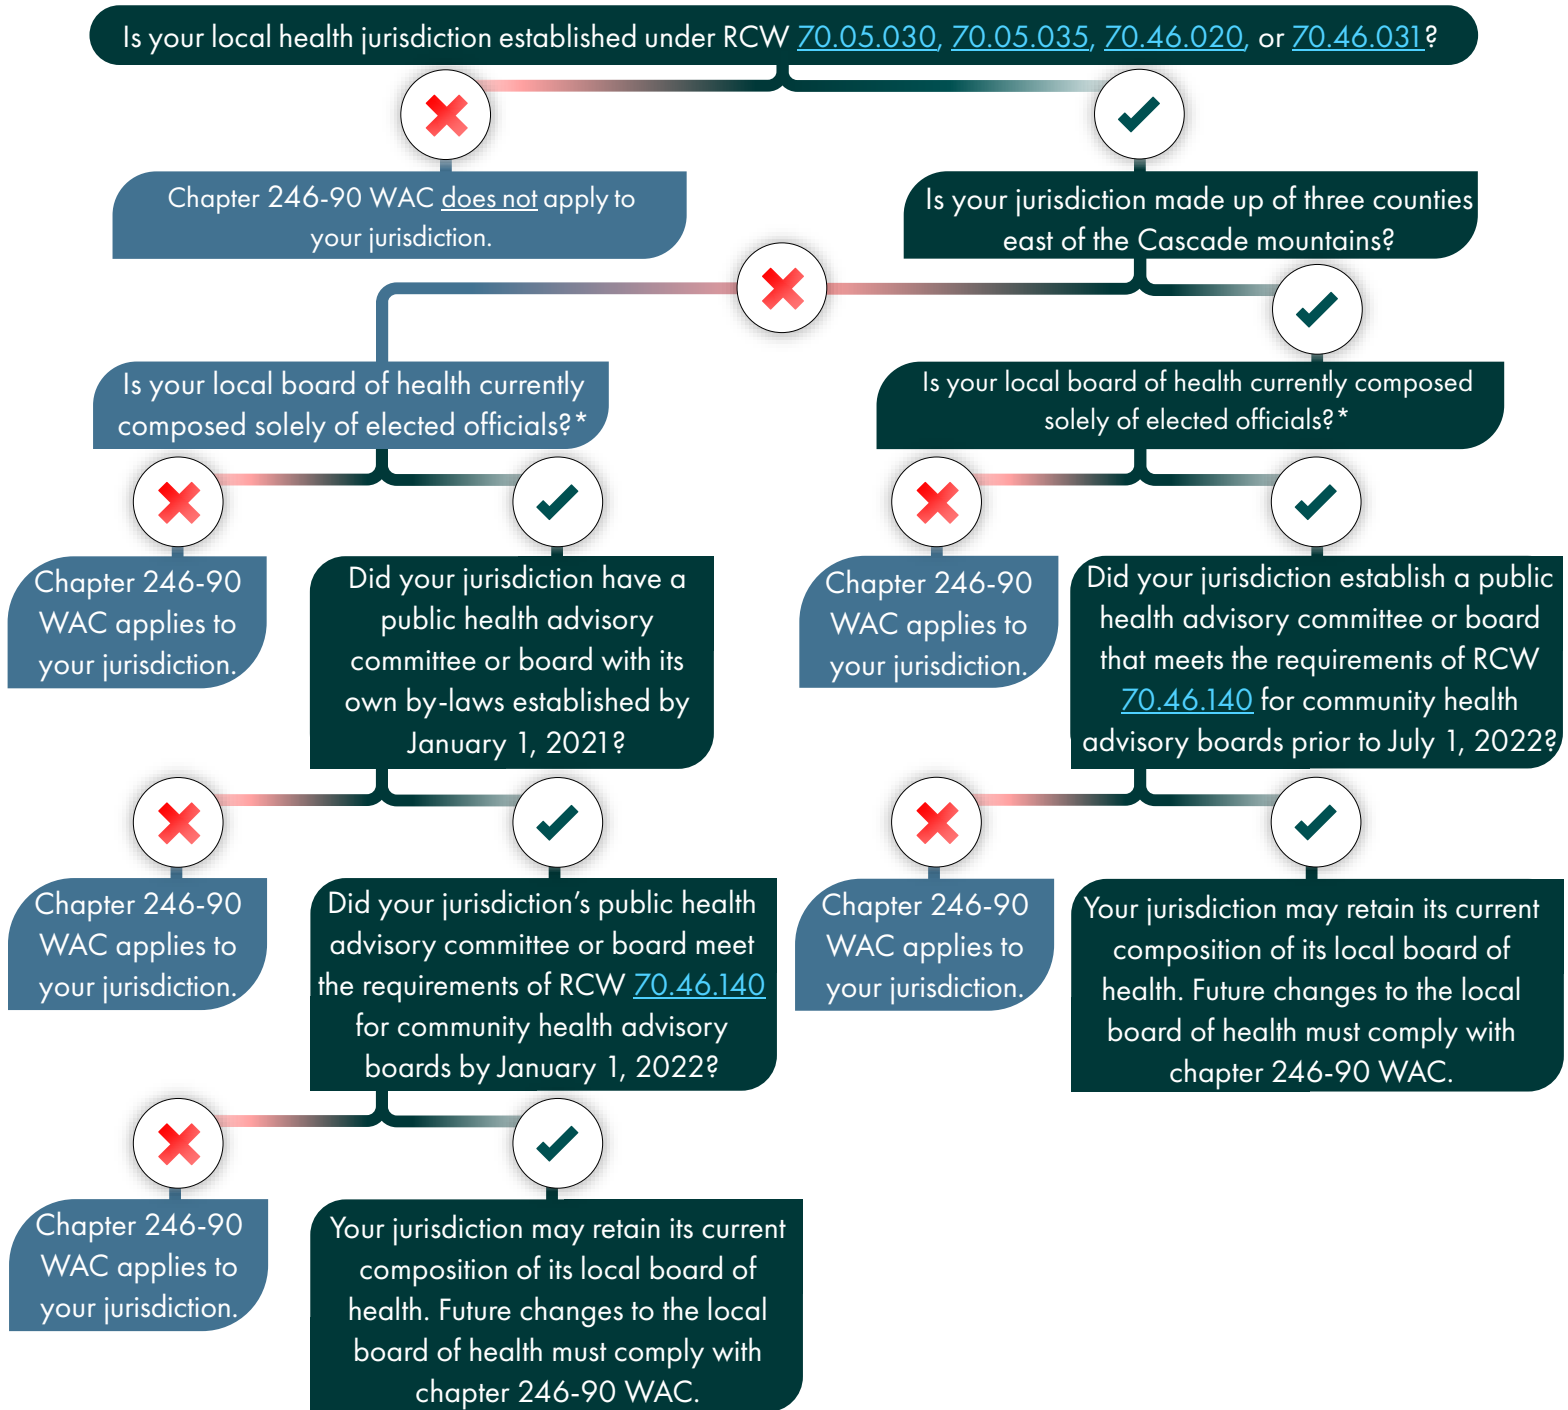 Is your local health jurisdiction established under RCW 70.05.030, 70.05.035, 70.46.020, or 70.46.031?
Chapter 246-90 WAC does not apply to
your jurisdiction.
Is your jurisdiction made up of three counties
east of the Cascade mountains?
Is your local board of health currently
composed solely of elected officials?*
Is your local board of health currently composed
solely of elected officials?*
Chapter 246-90
WAC applies to
your jurisdiction.
Did your jurisdiction have a
public health advisory
committee or board with its
own by-laws established by
January 1, 2021?
Chapter 246-90
WAC applies to
your jurisdiction.
Did your jurisdiction establish a public
health advisory committee or board
that meets the requirements of RCW
70.46.140 for community health
advisory boards prior to July 1, 2022?
Chapter 246-90
WAC applies to
your jurisdiction.
Did your jurisdiction’s public health
advisory committee or board meet
the requirements of RCW 70.46.140
for community health advisory
boards by January 1, 2022?
Chapter 246-90
WAC applies to
your jurisdiction.
Your jurisdiction may retain its current
composition of its local board of
health. Future changes to the local
board of health must comply with
chapter 246-90 WAC.
Chapter 246-90
WAC applies to
your jurisdiction.
Your jurisdiction may retain its current
composition of its local board of
health. Future changes to the local
board of health must comply with
chapter 246-90 WAC.